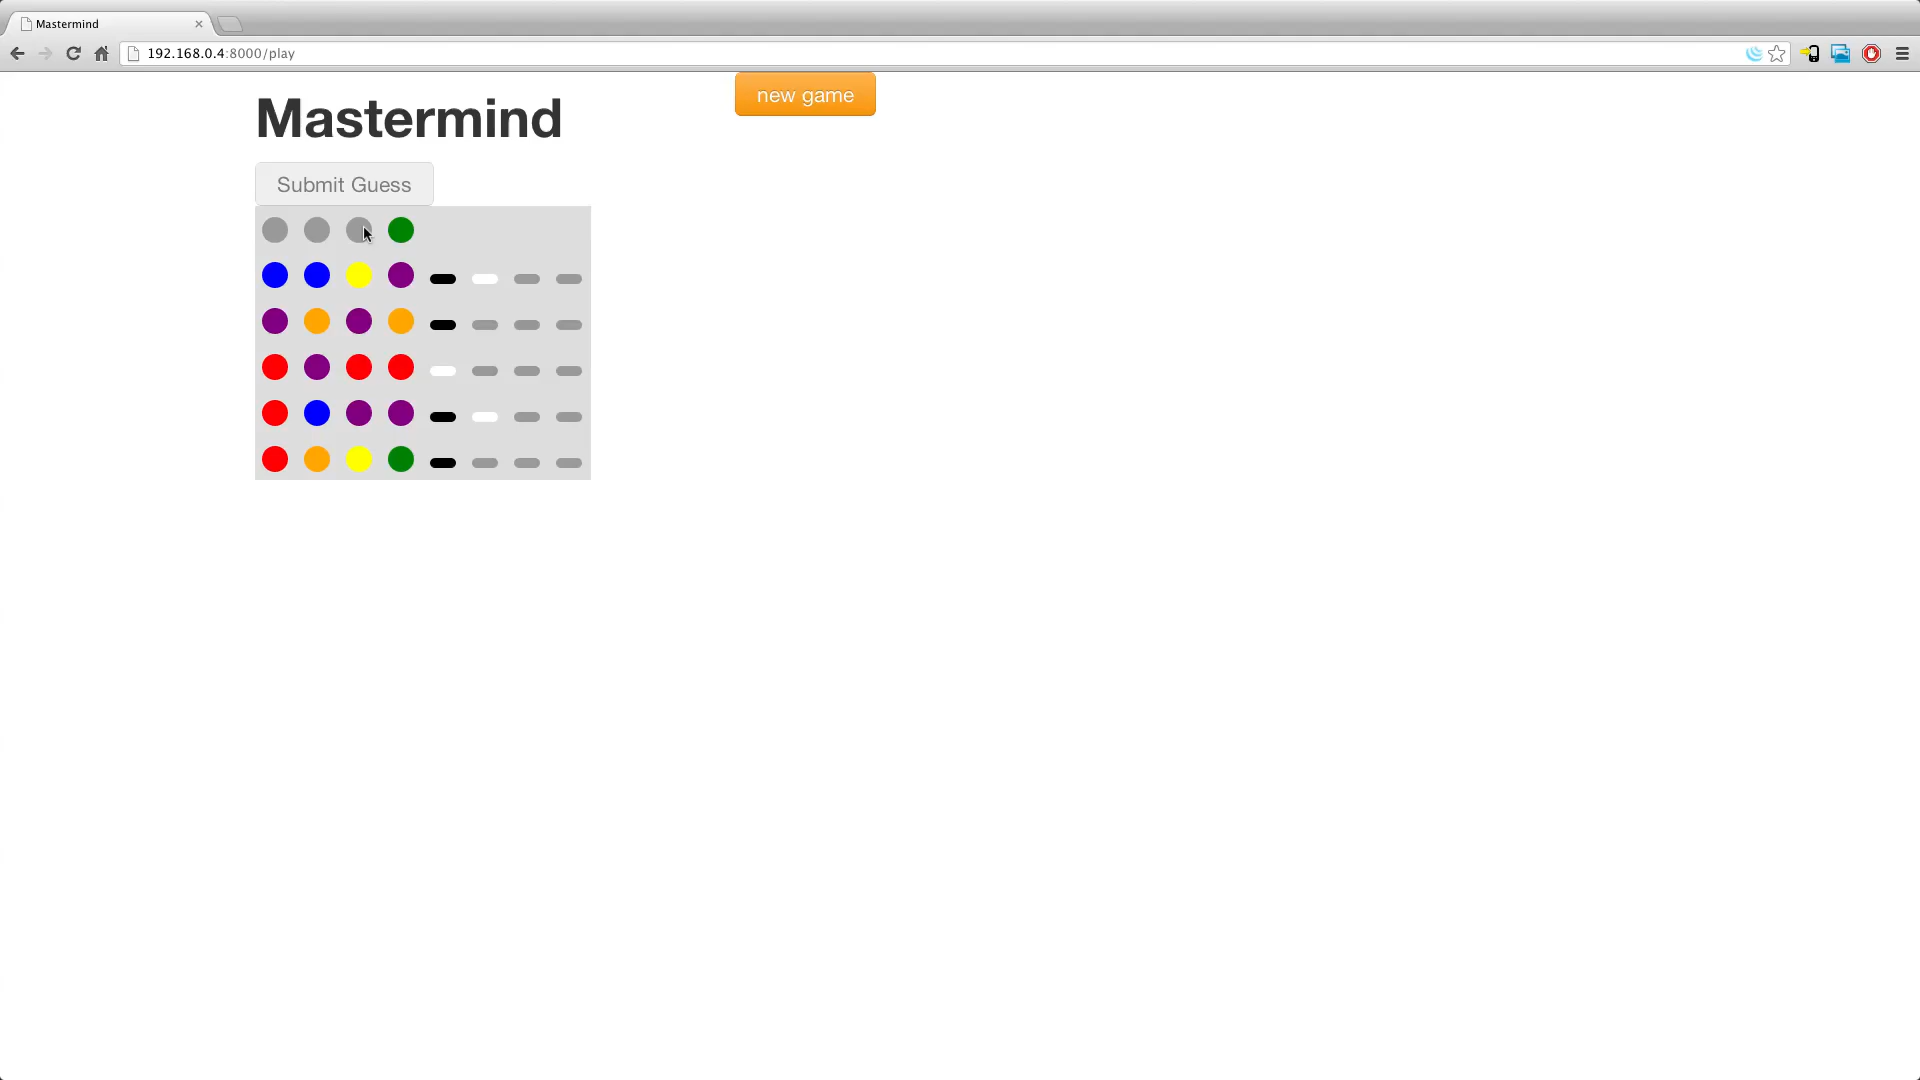 Mastermind
192.168.0.4:8000/play
new game
Mastermind
Submit Guess